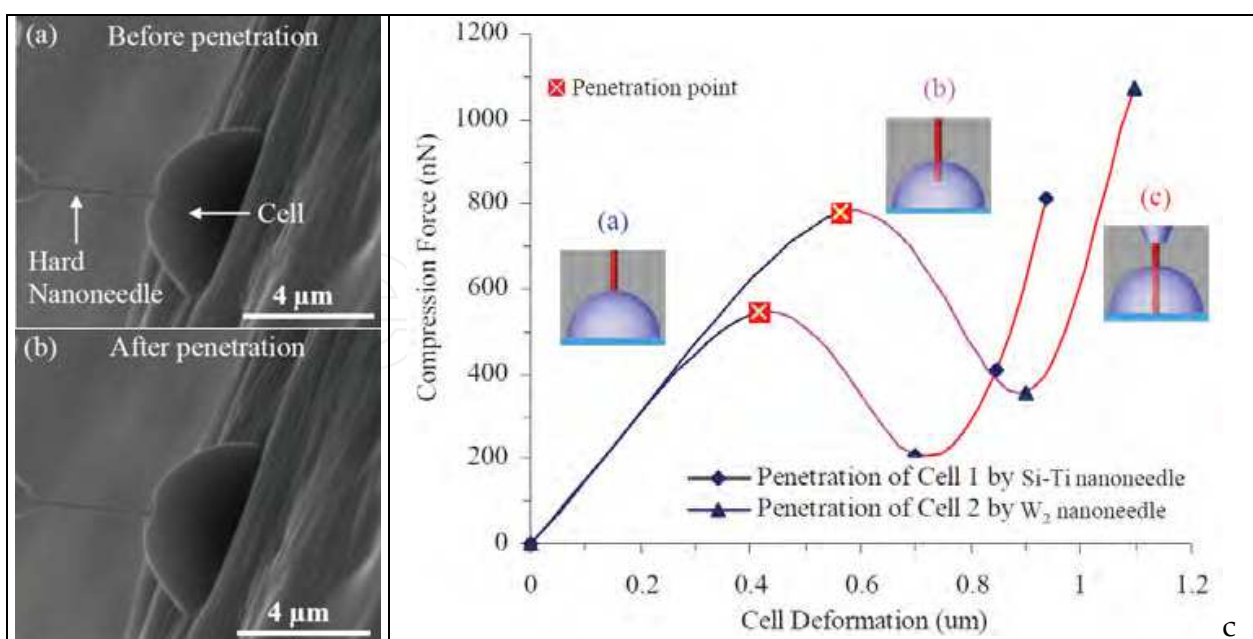 (a) Before penetration
Cell
Hard
Nanoneedle
4 µm
(b) After penetration
4 µm
1200
1000
800
600
400
200
0
Compression Force (nN)
Penetration point
(a)
(b)
(c)
Penetration of Cell 1 by Si-Ti nanoneedle
Penetration of Cell 2 by W₂ nanoneedle
0 0.2 0.4 0.6 0.8 1 1.2
Cell Deformation (um)
c